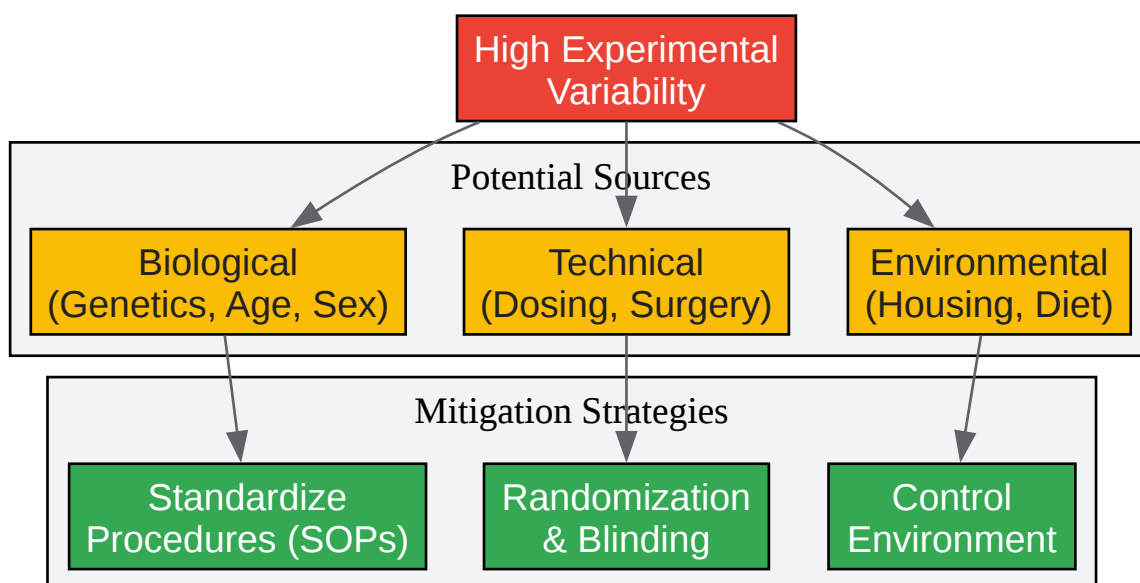 High Experimental
Variability
Potential Sources
Biological
(Genetics, Age, Sex)
Technical
(Dosing, Surgery)
Environmental
(Housing, Diet)
Mitigation Strategies
Standardize
Procedures (SOPs)
Randomization
& Blinding
Control
Environment